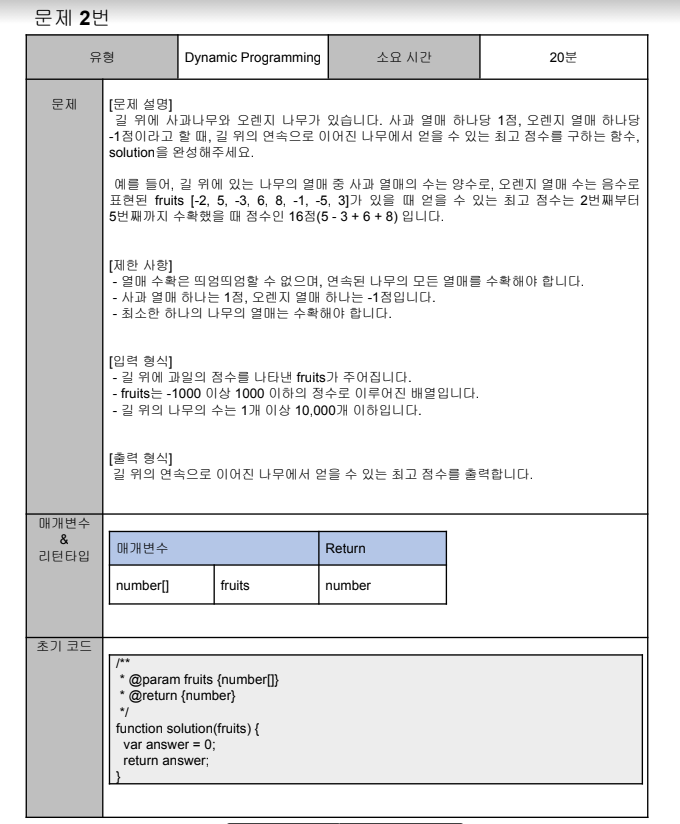 문제 2번
유형
Dynamic Programming
소요 시간
20분
문제
[문제 설명]
길 위에 사과나무와 오렌지 나무가 있습니다. 사과 열매 하나당 1점, 오렌지 열매 하나당
-1점이라고 할 때, 길 위의 연속으로 이어진 나무에서 얻을 수 있는 최고 점수를 구하는 함수,
solution을 완성해주세요.
예를 들어, 길 위에 있는 나무의 열매 중 사과 열매의 수는 양수로, 오렌지 열매 수는 음수로
표현된 fruits [-2, 5, -3, 6, 8, -1, -5, 3]가 있을 때 얻을 수 있는 최고 점수는 2번째부터
5번째까지 수확했을 때 점수인 16점(5 - 3 + 6 + 8) 입니다.
[제한 사항]
- 열매 수확은 띄엄띄엄할 수 없으며, 연속된 나무의 모든 열매를 수확해야 합니다.
- 사과 열매 하나는 1점, 오렌지 열매 하나는 -1점입니다.
- 최소한 하나의 나무의 열매는 수확해야 합니다.
[입력 형식]
- 길 위에 과일의 점수를 나타낸 fruits가 주어집니다.
- fruits는 -1000 이상 1000 이하의 정수로 이루어진 배열입니다.
- 길 위의 나무의 수는 1개 이상 10,000개 이하입니다.
[출력 형식]
길 위의 연속으로 이어진 나무에서 얻을 수 있는 최고 점수를 출력합니다.
매개변수
&
리턴타입
매개변수
Return
number[]
fruits
number
초기 코드
/**
* @param fruits {number[]}
* @return {number}
*/
function solution(fruits) {
var answer = 0;
return answer;
}